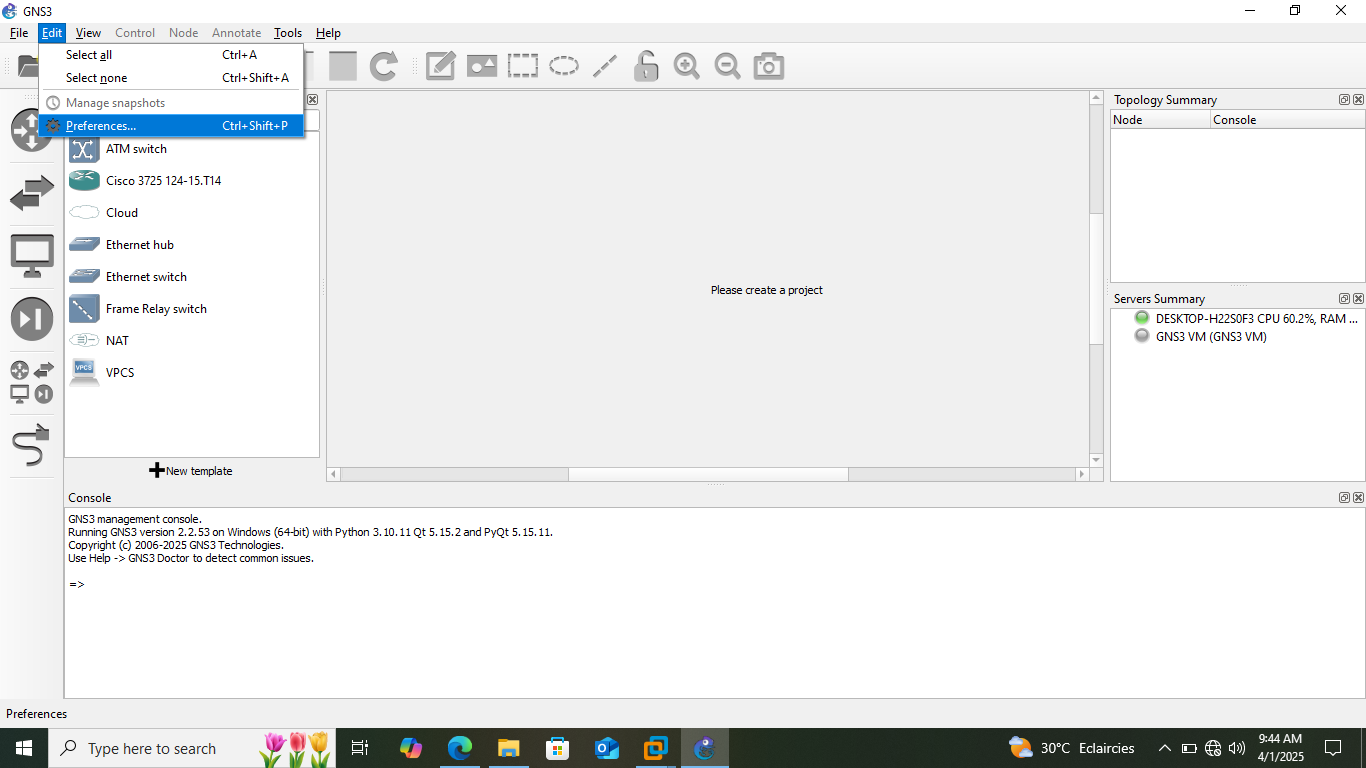 GNS3
File Edit View Control Node Annotate Tools Help
Select all Ctrl+A
Select none Ctrl+Shift+A
Manage snapshots
Preferences... Ctrl+Shift+P
ATM switch
Cisco 3725 124-15.T14
Cloud
Ethernet hub
Ethernet switch
Frame Relay switch
NAT
VPCS
VPCS
New template
Please create a project
Topology Summary
Node Console
Servers Summary
DESKTOP-H22S0F3 CPU 60.2%, RAM ...
GNS3 VM (GNS3 VM)
Console
GNS3 management console.
Running GNS3 version 2.2.53 on Windows (64-bit) with Python 3.10.11 Qt 5.15.2 and PyQt 5.15.11.
Copyright (c) 2006-2025 GNS3 Technologies.
Use Help -> GNS3 Doctor to detect common issues.
=>
Preferences
Type here to search
30°C Eclaircies
9:44 AM
4/1/2025